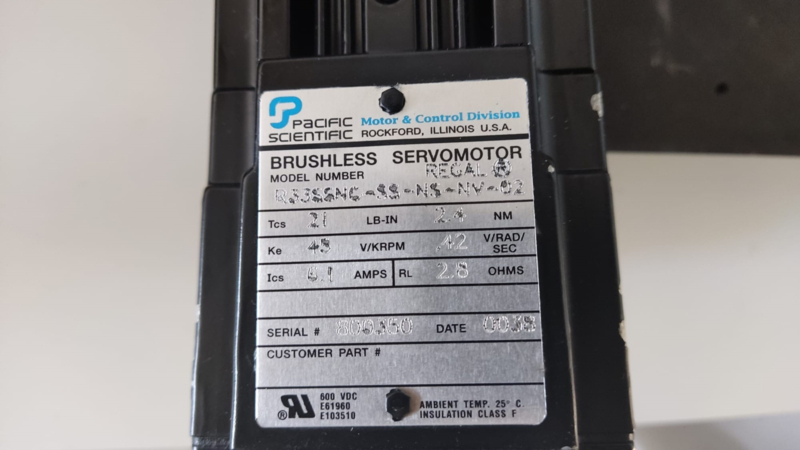 PACIFIC SCIENTIFIC
Motor & Control Division
ROCKFORD, ILLINOIS U.S.A.
BRUSHLESS SERVOMOTOR
MODEL NUMBER REGAL
Tcs 21 LB-IN 2.4 NM
Ke V/KRPM .42 V/RAD/SEC
Ics AMPS RL 2.8 OHMS
SERIAL # DATE
CUSTOMER PART #
600 VDC
E61960
E103510
AMBIENT TEMP. 25° C.
INSULATION CLASS F